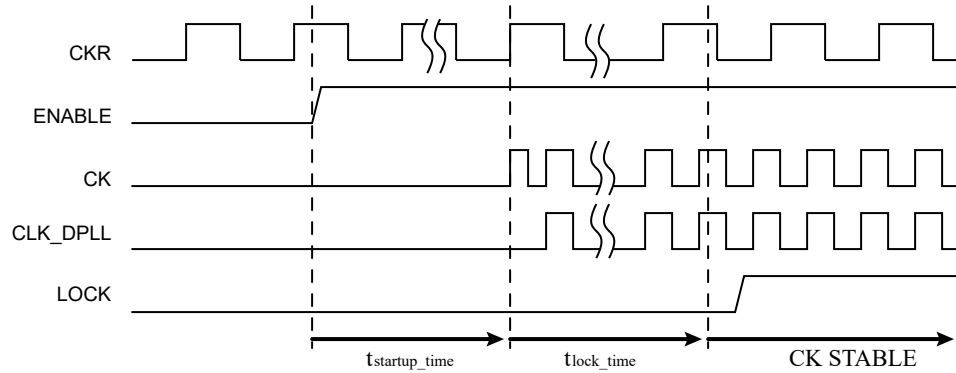 CKR
ENABLE
CK
CLK_DPLL
LOCK
tstartup_time
tlock_time
CK STABLE